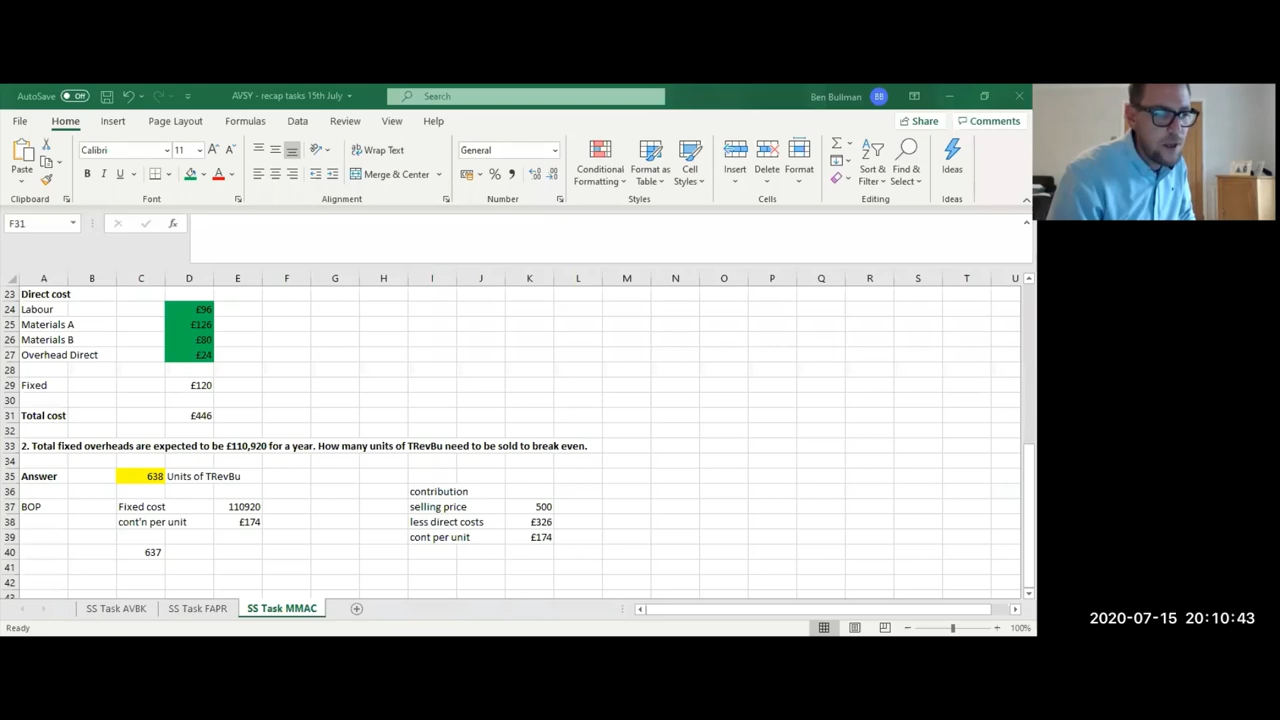 AutoSave Off AVSY - recap tasks 15th July Search Ben Bullman BB
File Home Insert Page Layout Formulas Data Review View Help Share Comments
Paste Calibri 11 A A B I U A Wrap Text Merge & Center General % , Conditional Formatting Format as Table Cell Styles Insert Delete Format Sort & Filter Find & Select Ideas
Clipboard Font Alignment Number Styles Cells Editing Ideas
F31 fx
A B C D E F G H I J K L M N O P Q R S T U
23 Direct cost
24 Labour £96
25 Materials A £126
26 Materials B £80
27 Overhead Direct £24
28
29 Fixed £120
30
31 Total cost £446
32
33 2. Total fixed overheads are expected to be £110,920 for a year. How many units of TRevBu need to be sold to break even.
34
35 Answer 638 Units of TRevBu
36 contribution
37 BOP Fixed cost 110920 selling price 500
38 cont'n per unit £174 less direct costs £326
39 cont per unit £174
40 637
41
42
43
SS Task AVBK SS Task FAPR SS Task MMAC
Ready 100%
2020-07-15 20:10:43